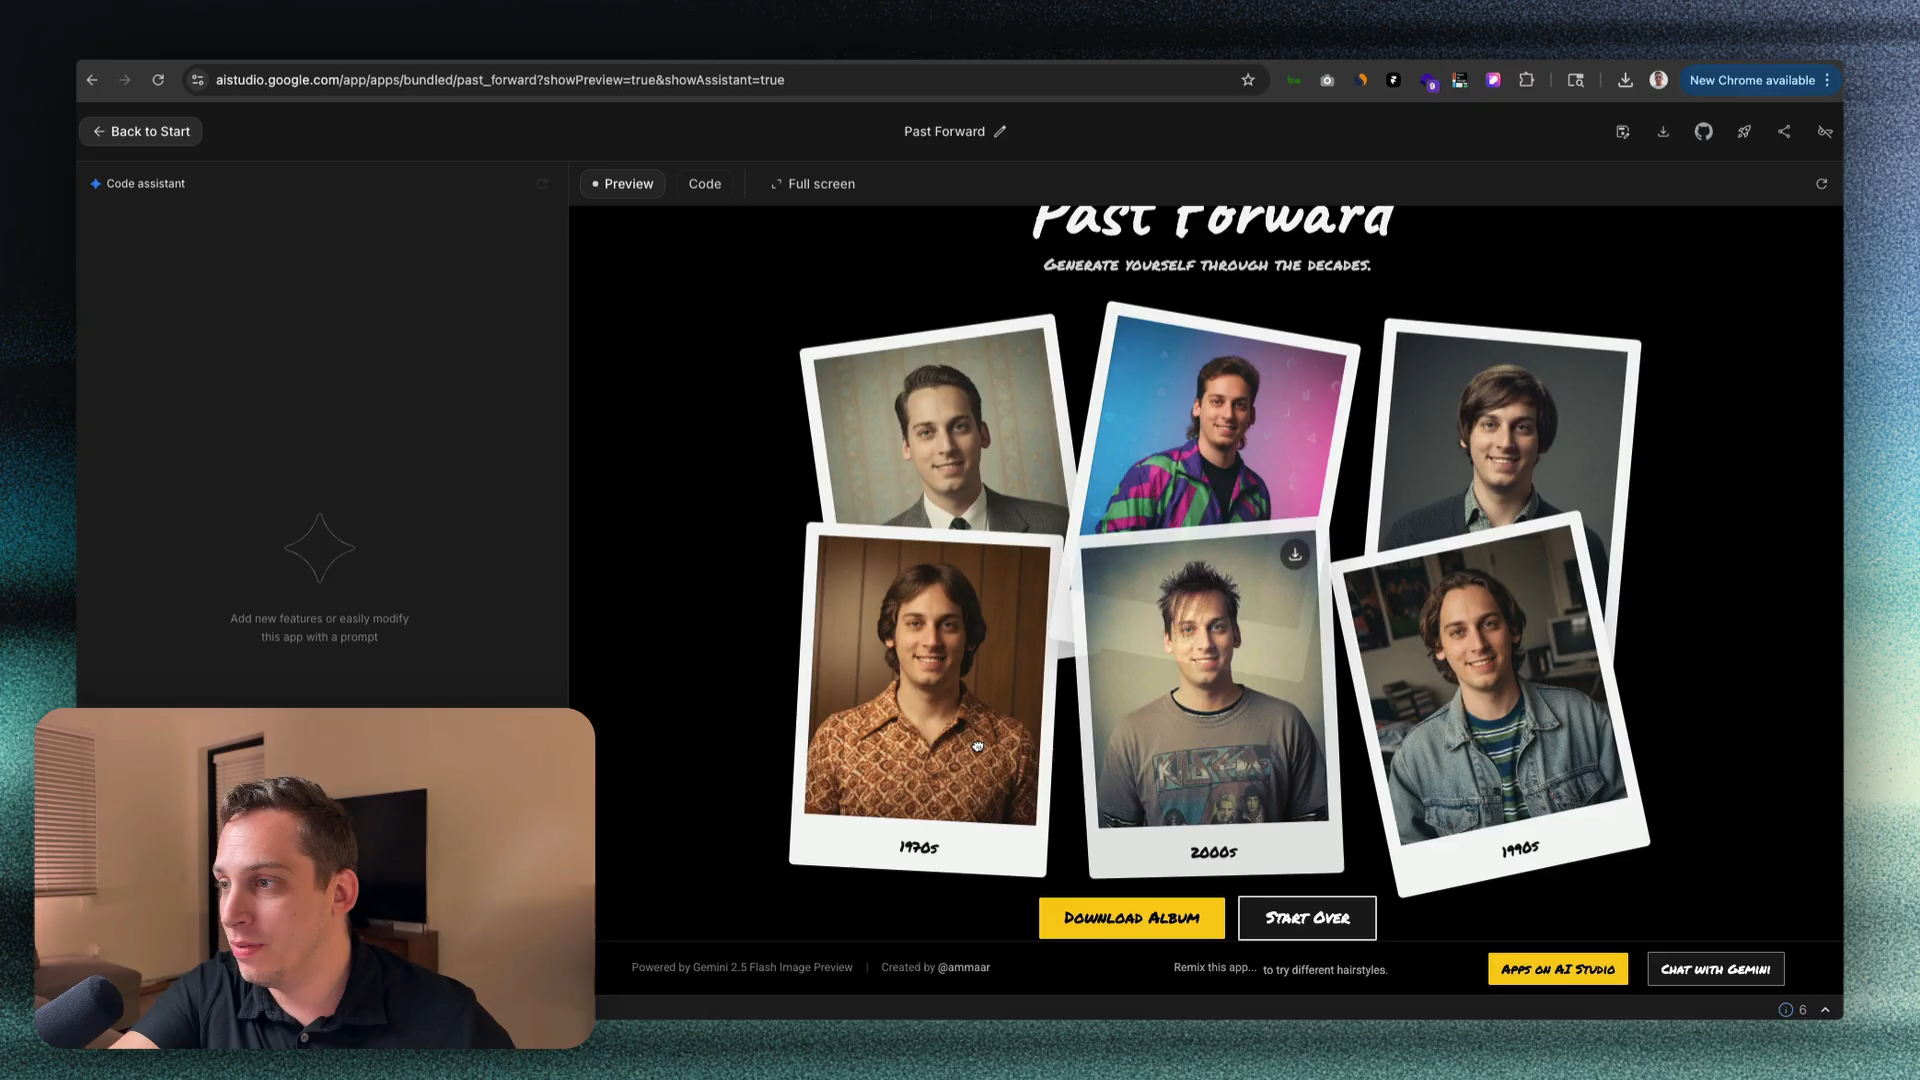 aistudio.google.com/app/apps/bundled/past_forward?showPreview=true&showAssistant=true
9
New Chrome available
Back to Start
Past Forward
Code assistant
Preview
Code
Full screen
Past Forward
Generate yourself through the decades.
Add new features or easily modify
this app with a prompt
1970s
2000s
1990s
Download Album
Start Over
Powered by Gemini 2.5 Flash Image Preview
Created by @ammaar
Remix this app... to try different hairstyles.
Apps on AI Studio
Chat with Gemini
6